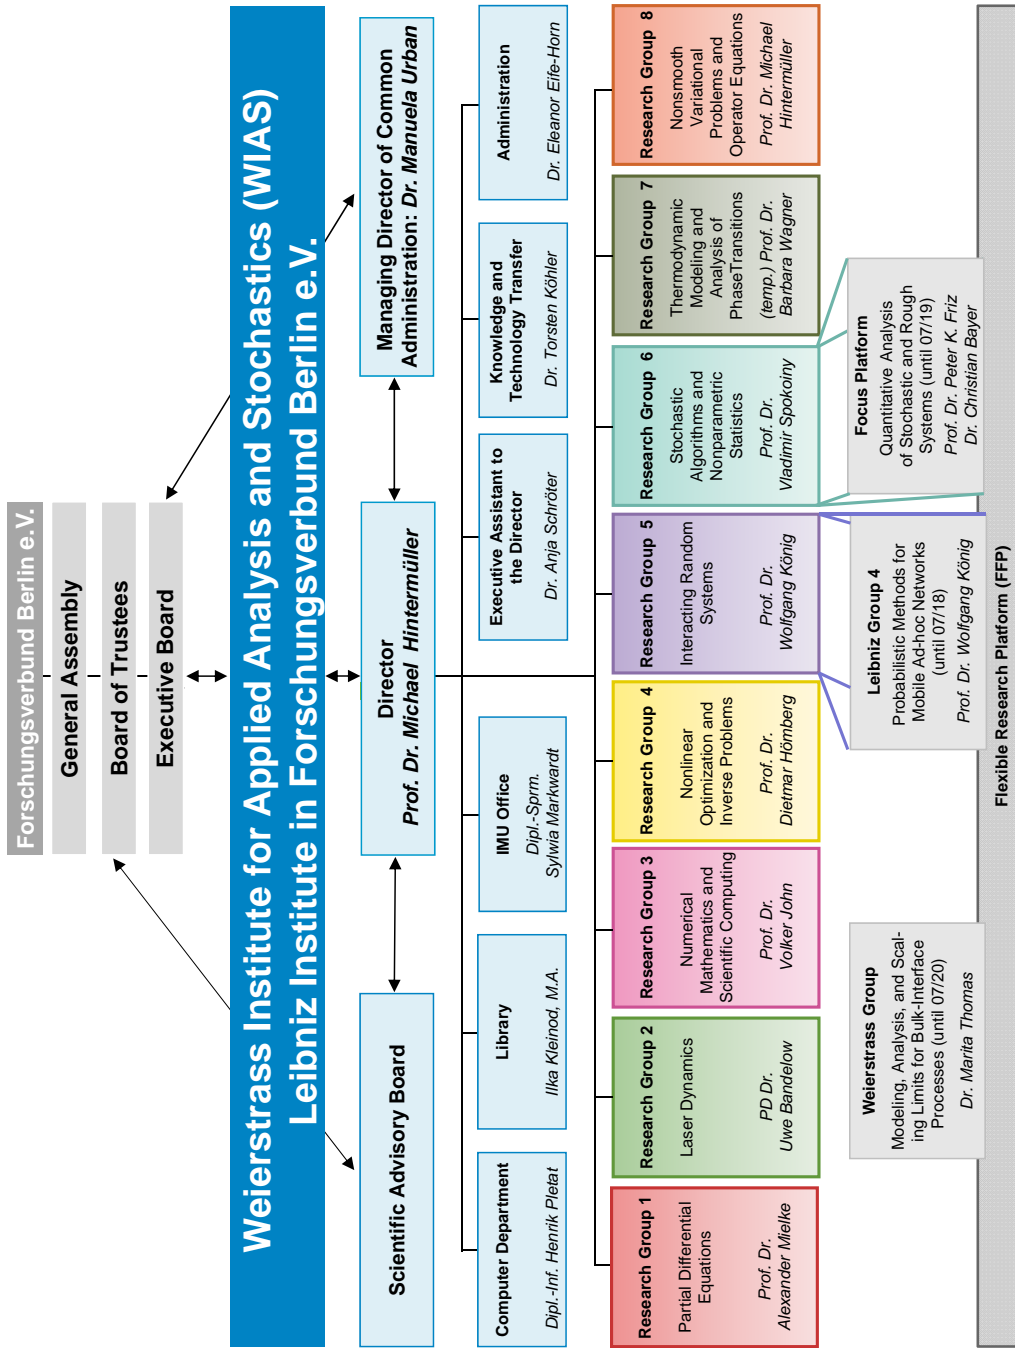 Forschungsverbund Berlin e.V.
General Assembly
Board of Trustees
Executive Board
Weierstrass Institute for Applied Analysis and Stochastics (WIAS)
Leibniz Institute in Forschungsverbund Berlin e.V.
Scientific Advisory Board
Director
Prof. Dr. Michael Hintermüller
Managing Director of Common
Administration: Dr. Manuela Urban
Computer Department
Dipl.-Inf. Henrik Pletat
Library
Ilka Kleinod, M.A.
IMU Office
Dipl.-Sprm.
Sylwia Markwardt
Executive Assistant to
the Director
Dr. Anja Schröter
Knowledge and
Technology Transfer
Dr. Torsten Köhler
Administration
Dr. Eleanor Eife-Horn
Research Group 1
Partial Differential
Equations
Prof. Dr.
Alexander Mielke
Research Group 2
Laser Dynamics
PD Dr.
Uwe Bandelow
Research Group 3
Numerical
Mathematics and
Scientific Computing
Prof. Dr.
Volker John
Research Group 4
Nonlinear
Optimization and
Inverse Problems
Prof. Dr.
Dietmar Hömberg
Research Group 5
Interacting Random
Systems
Prof. Dr.
Wolfgang König
Research Group 6
Stochastic
Algorithms and
Nonparametric
Statistics
Prof. Dr.
Vladimir Spokoiny
Research Group 7
Thermodynamic
Modeling and
Analysis of
PhaseTransitions
(temp.) Prof. Dr.
Barbara Wagner
Research Group 8
Nonsmooth
Variational
Problems and
Operator Equations
Prof. Dr. Michael
Hintermüller
Weierstrass Group
Modeling, Analysis, and Scal-
ing Limits for Bulk-Interface
Processes (until 07/20)
Dr. Marita Thomas
Leibniz Group 4
Probabilistic Methods for
Mobile Ad-hoc Networks
(until 07/18)
Prof. Dr. Wolfgang König
Focus Platform
Quantitative Analysis
of Stochastic and Rough
Systems (until 07/19)
Prof. Dr. Peter K. Friz
Dr. Christian Bayer
Flexible Research Platform (FFP)